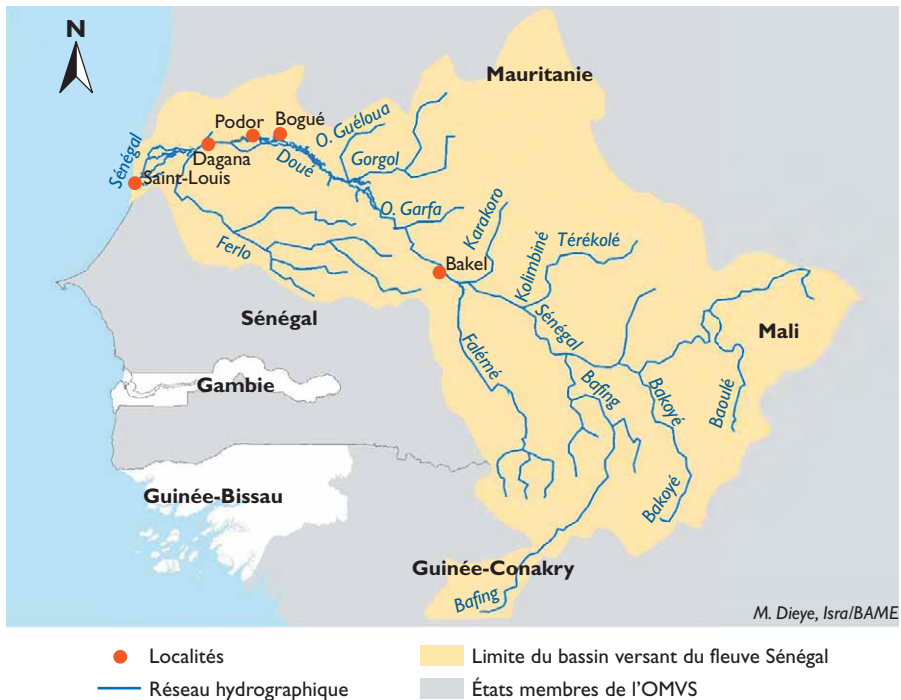 N
Mauritanie
Podor
Bogué
O. Guéloua
Sénégal
Dagana
Doué
Gorgol
Saint-Louis
O. Garfa
Karakoro
Ferlo
Bakel
Kolimbiné
Térékolé
Sénégal
Sénégal
Mali
Falémé
Gambie
Bafing
Bakoyé
Baoulé
Guinée-Bissau
Bakoyé
Guinée-Conakry
Bafing
M. Dieye, Isra/BAME
Localités
Limite du bassin versant du fleuve Sénégal
Réseau hydrographique
États membres de l'OMVS